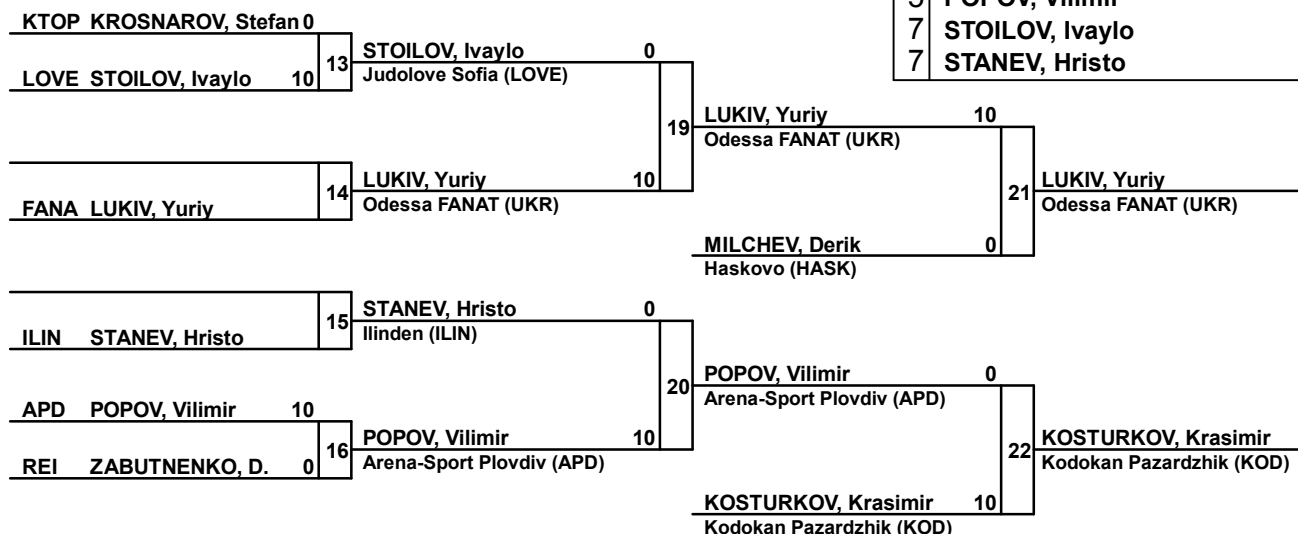 5 POPOV, Vilimir
7 STOILOV, Ivaylo
7 STANEV, Hristo
KTOP KROSNAROV, Stefan 0
LOVE STOILOV, Ivaylo 10
13
STOILOV, Ivaylo 0
Judolove Sofia (LOVE)
FANA LUKIV, Yuriy
14
LUKIV, Yuriy 10
Odessa FANAT (UKR)
19
LUKIV, Yuriy 10
Odessa FANAT (UKR)
MILCHEV, Derik 0
Haskovo (HASK)
21
LUKIV, Yuriy
Odessa FANAT (UKR)
ILIN STANEV, Hristo
15
STANEV, Hristo 0
Ilinden (ILIN)
APD POPOV, Vilimir 10
REI ZABUTNENKO, D. 0
16
POPOV, Vilimir 10
Arena-Sport Plovdiv (APD)
20
POPOV, Vilimir 0
Arena-Sport Plovdiv (APD)
KOSTURKOV, Krasimir 10
Kodokan Pazardzhik (KOD)
22
KOSTURKOV, Krasimir
Kodokan Pazardzhik (KOD)